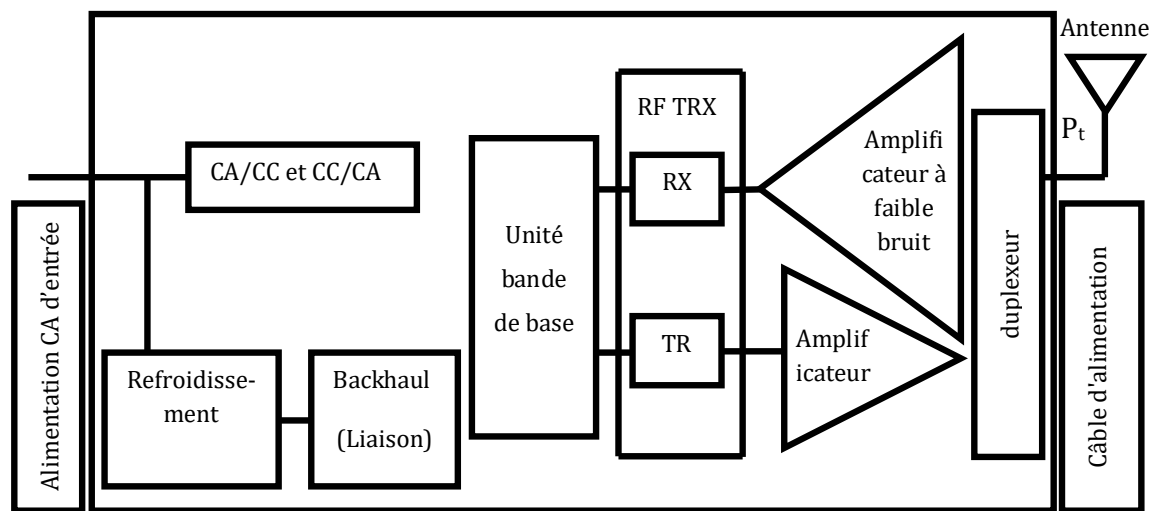 Antenne
P_t
RF TRX
CA/CC et CC/CA
RX
Amplifi
cateur à
faible
bruit
Unité
bande
de base
TR
Amplif
icateur
duplexeur
Alimentation CA d'entrée
Refroidisse-
ment
Backhaul
(Liaison)
Câble d'alimentation